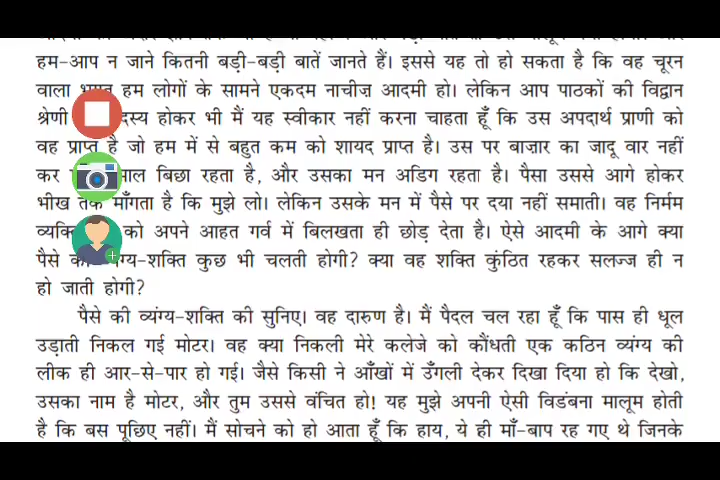 हम-आप न जाने कितनी बड़ी-बड़ी बातें जानते हैं। इससे यह तो हो सकता है कि वह चूरन
वाला भगत हम लोगों के सामने एकदम नाचीज़ आदमी हो। लेकिन आप पाठकों की विद्वान
श्रेणी दस्य होकर भी मैं यह स्वीकार नहीं करना चाहता हूँ कि उस अपदार्थ प्राणी को
वह प्राप्त है जो हम में से बहुत कम को शायद प्राप्त है। उस पर बाज़ार का जादू वार नहीं
कर माल बिछा रहता है, और उसका मन अडिग रहता है। पैसा उससे आगे होकर
भीख तक माँगता है कि मुझे लो। लेकिन उसके मन में पैसे पर दया नहीं समाती। वह निर्मम
व्यक्ति को अपने आहत गर्व में बिलखता ही छोड़ देता है। ऐसे आदमी के आगे क्या
पैसे की व्यंग्य-शक्ति कुछ भी चलती होगी? क्या वह शक्ति कुंठित रहकर सलज्ज ही न
हो जाती होगी?
पैसे की व्यंग्य-शक्ति की सुनिए। वह दारुण है। मैं पैदल चल रहा हूँ कि पास ही धूल
उड़ाती निकल गई मोटर। वह क्या निकली मेरे कलेजे को कौंधती एक कठिन व्यंग्य की
लीक ही आर-से-पार हो गई। जैसे किसी ने आँखों में उँगली देकर दिखा दिया हो कि देखो,
उसका नाम है मोटर, और तुम उससे वंचित हो! यह मुझे अपनी ऐसी विडंबना मालूम होती
है कि बस पूछिए नहीं। मैं सोचने को हो आता हूँ कि हाय, ये ही माँ-बाप रह गए थे जिनके